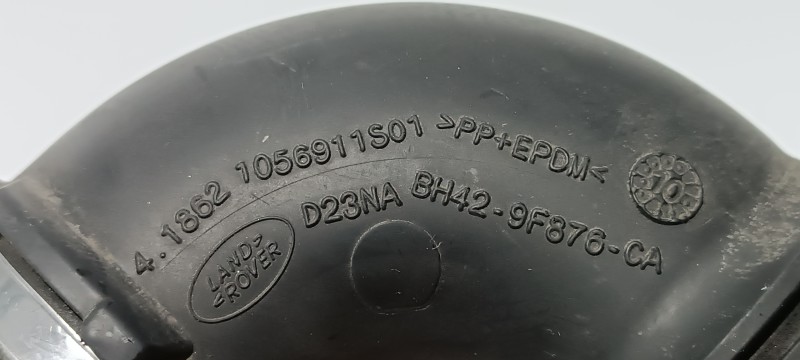 4.1862 1056911S01 >PP+EPDM<
10
D23NA BH42-9F876-CA
LAND>
<ROVER